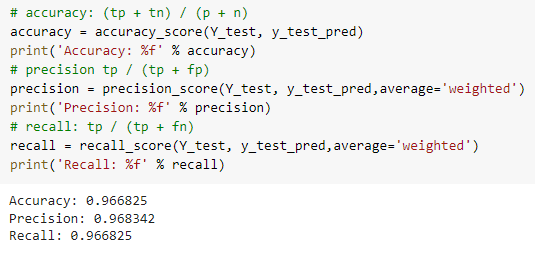 # accuracy: (tp + tn) / (p + n)
accuracy = accuracy_score(Y_test, y_test_pred)
print('Accuracy: %f' % accuracy)
# precision tp / (tp + fp)
precision = precision_score(Y_test, y_test_pred,average='weighted')
print('Precision: %f' % precision)
# recall: tp / (tp + fn)
recall = recall_score(Y_test, y_test_pred,average='weighted')
print('Recall: %f' % recall)
Accuracy: 0.966825
Precision: 0.968342
Recall: 0.966825